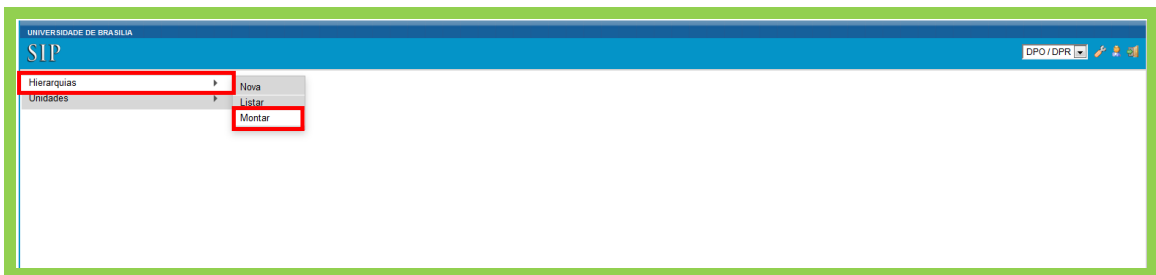 UNIVERSIDADE DE BRASILIA
SIP
DPO / DPR
Hierarquias
Nova
Unidades
Listar
Montar